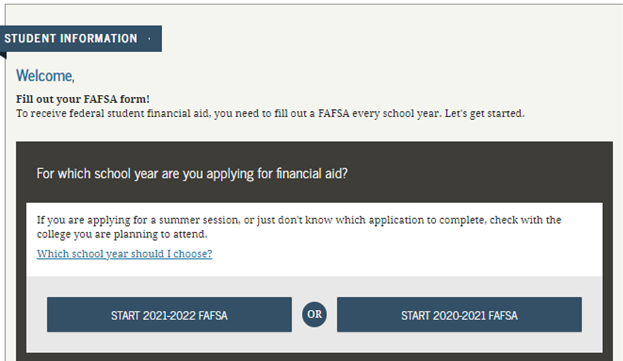 STUDENT INFORMATION
Welcome,
Fill out your FAFSA form!
To receive federal student financial aid, you need to fill out a FAFSA every school year. Let's get started.
For which school year are you applying for financial aid?
If you are applying for a summer session, or just don't know which application to complete, check with the
college you are planning to attend.
Which school year should I choose?
START 2021-2022 FAFSA OR START 2020-2021 FAFSA